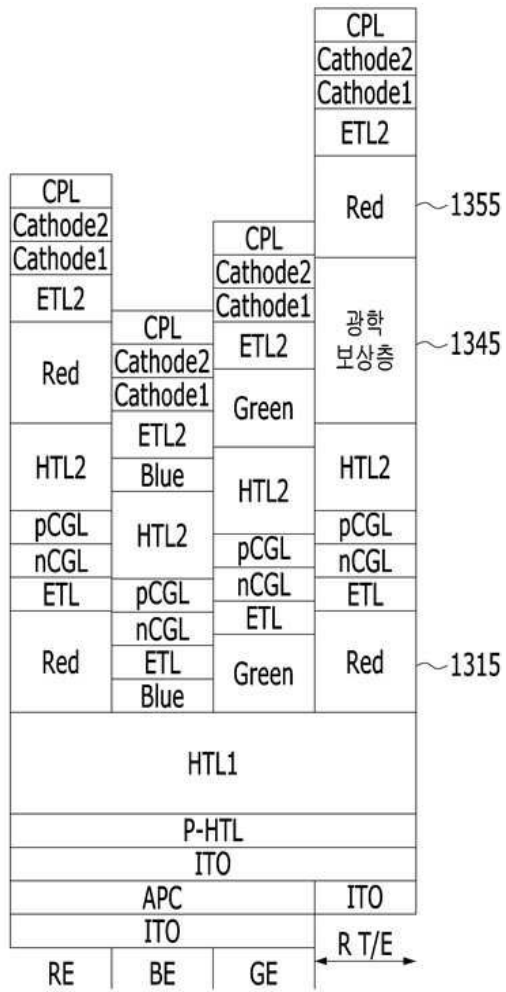 CPL
Cathode2
Cathode1
ETL2
Red
HTL2
pCGL
nCGL
ETL
Red
CPL
Cathode2
Cathode1
ETL2
Blue
HTL2
pCGL
nCGL
ETL
Blue
CPL
Cathode2
Cathode1
ETL2
Green
HTL2
pCGL
nCGL
ETL
Green
CPL
Cathode2
Cathode1
ETL2
Red
1355
광학
보상층
1345
HTL2
pCGL
nCGL
ETL
Red
1315
HTL1
P-HTL
ITO
APC
ITO
ITO
R T/E
RE
BE
GE